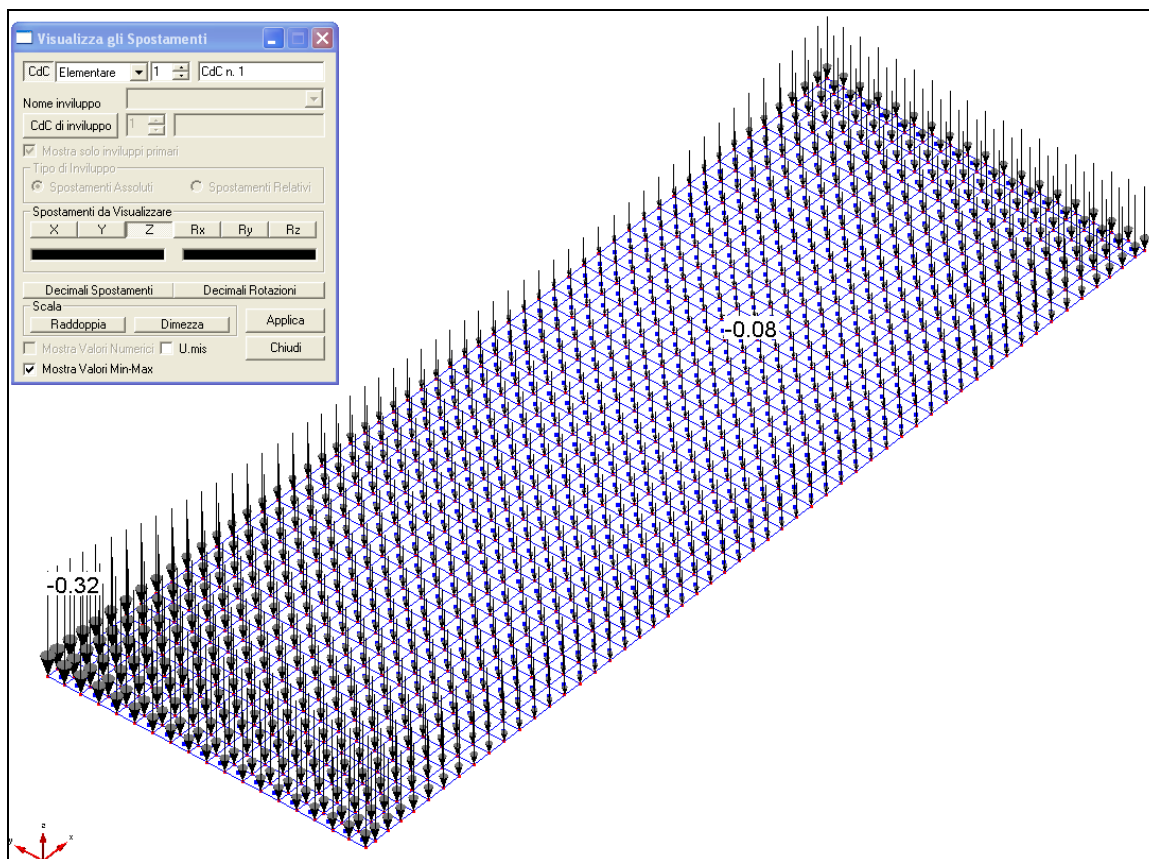 Visualizza gli Spostamenti
CdC Elementare 1 CdC n. 1
Nome inviluppo
CdC di inviluppo 1
Mostra solo inviluppi primari
Tipo di Inviluppo
Spostamenti Assoluti Spostamenti Relativi
Spostamenti da Visualizzare
X Y Z Rx Ry Rz
Decimali Spostamenti Decimali Rotazioni
Scala
Raddoppia Dimezza Applica
Mostra Valori Numerici U.mis Chiudi
Mostra Valori Min-Max
-0.08
-0.32
z
y x